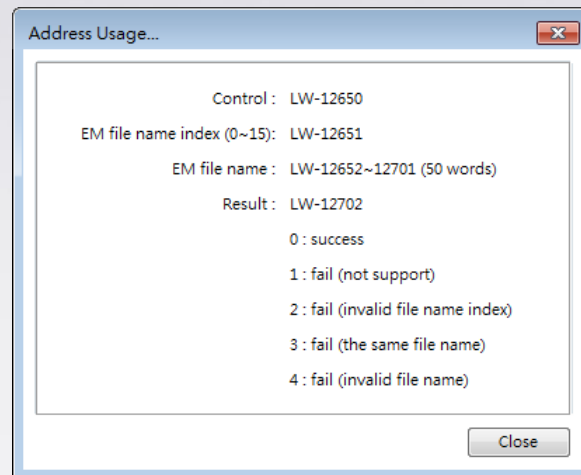 Address Usage...
Control : LW-12650
EM file name index (0~15): LW-12651
EM file name : LW-12652~12701 (50 words)
Result : LW-12702
0 : success
1 : fail (not support)
2 : fail (invalid file name index)
3 : fail (the same file name)
4 : fail (invalid file name)
Close